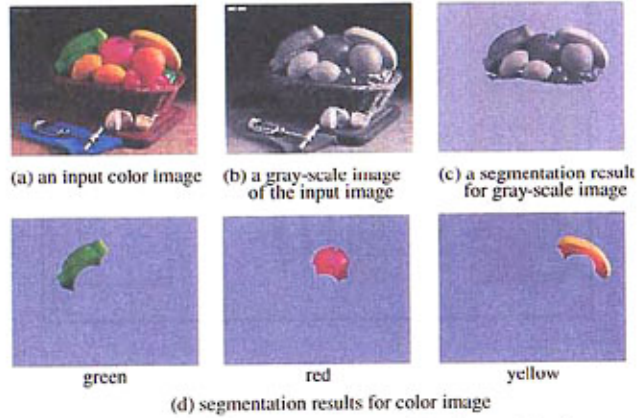 (a) an input color image
(b) a gray-scale image
of the input image
(c) a segmentation result
for gray-scale image
green
red
yellow
(d) segmentation results for color image